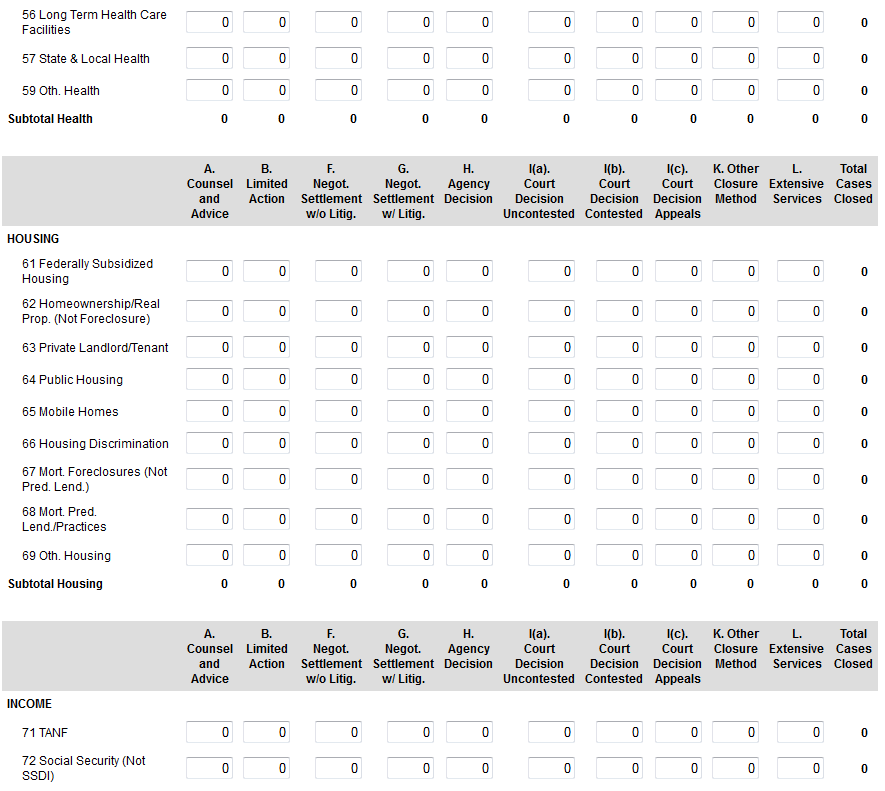 56 Long Term Health Care
Facilities 0 0 0 0 0 0 0 0 0 0 0
57 State & Local Health 0 0 0 0 0 0 0 0 0 0 0
59 Oth. Health 0 0 0 0 0 0 0 0 0 0 0
Subtotal Health 0 0 0 0 0 0 0 0 0 0 0
A. B. F. G. H. I(a). I(b). I(c). K. Other L. Total
Counsel Limited Negot. Negot. Agency Court Court Court Closure Extensive Cases
and Action Settlement Settlement Decision Decision Decision Decision Method Services Closed
Advice w/o Litig. w/ Litig. Uncontested Contested Appeals
HOUSING
61 Federally Subsidized
Housing 0 0 0 0 0 0 0 0 0 0 0
62 Homeownership/Real
Prop. (Not Foreclosure) 0 0 0 0 0 0 0 0 0 0 0
63 Private Landlord/Tenant 0 0 0 0 0 0 0 0 0 0 0
64 Public Housing 0 0 0 0 0 0 0 0 0 0 0
65 Mobile Homes 0 0 0 0 0 0 0 0 0 0 0
66 Housing Discrimination 0 0 0 0 0 0 0 0 0 0 0
67 Mort. Foreclosures (Not
Pred. Lend.) 0 0 0 0 0 0 0 0 0 0 0
68 Mort. Pred.
Lend./Practices 0 0 0 0 0 0 0 0 0 0 0
69 Oth. Housing 0 0 0 0 0 0 0 0 0 0 0
Subtotal Housing 0 0 0 0 0 0 0 0 0 0 0
A. B. F. G. H. I(a). I(b). I(c). K. Other L. Total
Counsel Limited Negot. Negot. Agency Court Court Court Closure Extensive Cases
and Action Settlement Settlement Decision Decision Decision Decision Method Services Closed
Advice w/o Litig. w/ Litig. Uncontested Contested Appeals
INCOME
71 TANF 0 0 0 0 0 0 0 0 0 0 0
72 Social Security (Not
SSDI) 0 0 0 0 0 0 0 0 0 0 0